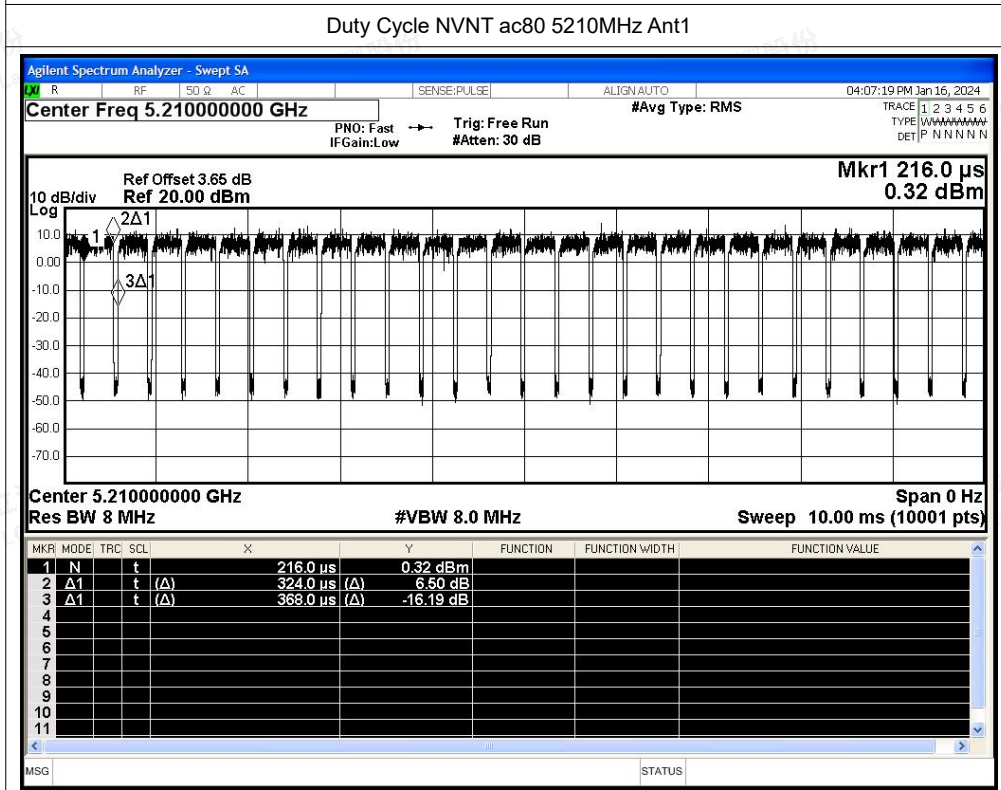 Duty Cycle NVNT ac80 5210MHz Ant1
Agilent Spectrum Analyzer - Swept SA
LXI R RF 50 Ω AC SENSE:PULSE ALIGN AUTO 04:07:19 PM Jan 16, 2024
Center Freq 5.210000000 GHz #Avg Type: RMS TRACE 1 2 3 4 5 6
PNO: Fast Trig: Free Run TYPE WWWWWW
IFGain:Low #Atten: 30 dB DET P N N N N N
Mkr1 216.0 µs
Ref Offset 3.65 dB
10 dB/div Ref 20.00 dBm 0.32 dBm
Log
2Δ1
10.0
1
0.00
3Δ1
-10.0
-20.0
-30.0
-40.0
-50.0
-60.0
-70.0
Center 5.210000000 GHz Span 0 Hz
Res BW 8 MHz #VBW 8.0 MHz Sweep 10.00 ms (10001 pts)
MKR MODE TRC SCL X Y FUNCTION FUNCTION WIDTH FUNCTION VALUE
1 N t 216.0 µs 0.32 dBm
2 Δ1 t (Δ) 324.0 µs (Δ) 6.50 dB
3 Δ1 t (Δ) 368.0 µs (Δ) -16.19 dB
4
5
6
7
8
9
10
11
MSG STATUS